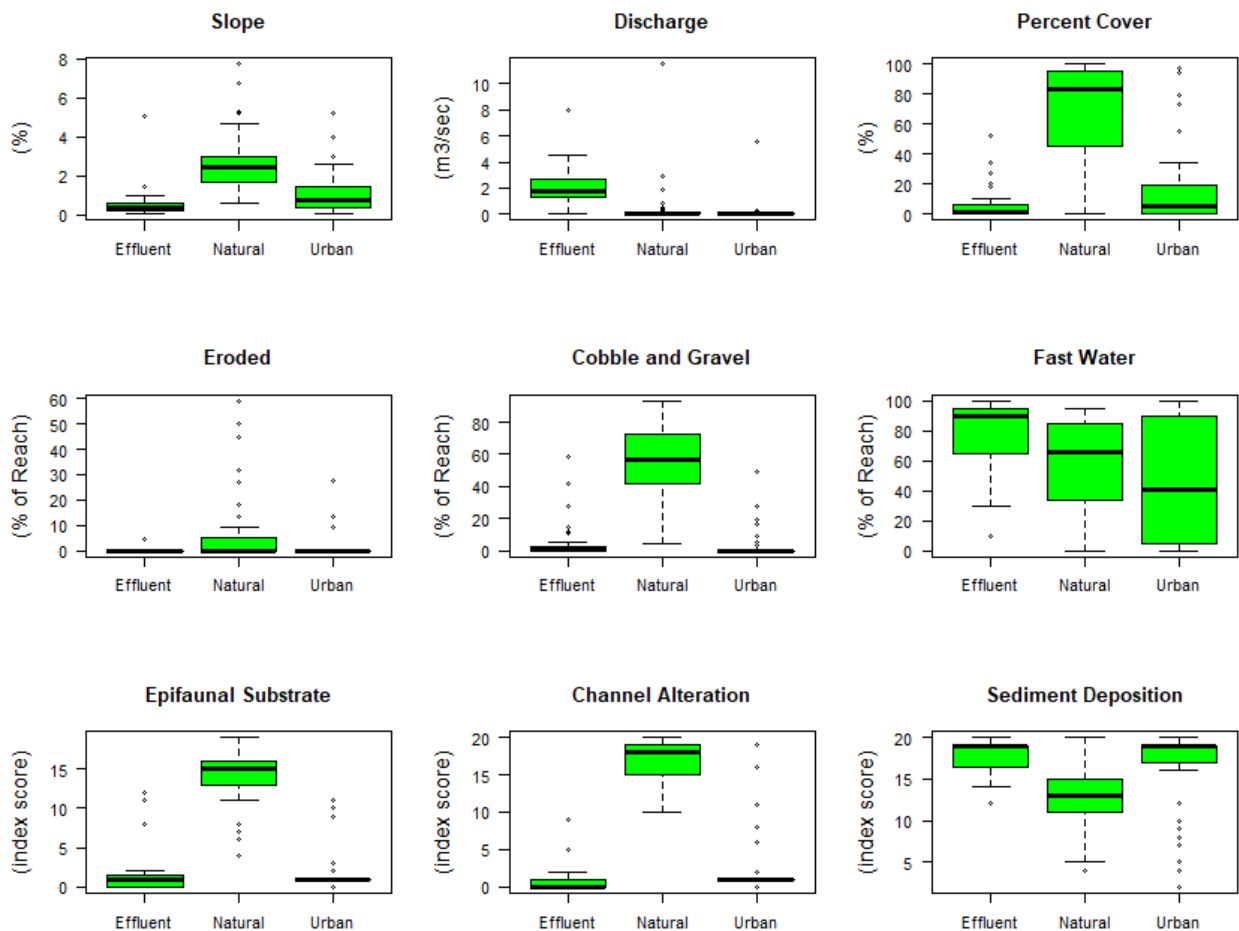 Slope
Discharge
Percent Cover
(%)
8
6
4
2
0
Effluent Natural Urban
(m3/sec)
10
8
6
4
2
0
Effluent Natural Urban
(%)
100
80
60
40
20
0
Effluent Natural Urban
Eroded
Cobble and Gravel
Fast Water
(% of Reach)
60
50
40
30
20
10
0
Effluent Natural Urban
(% of Reach)
80
60
40
20
0
Effluent Natural Urban
(% of Reach)
100
80
60
40
20
0
Effluent Natural Urban
Epifaunal Substrate
Channel Alteration
Sediment Deposition
(index score)
15
10
5
0
Effluent Natural Urban
(index score)
20
15
10
5
0
Effluent Natural Urban
(index score)
20
15
10
5
Effluent Natural Urban